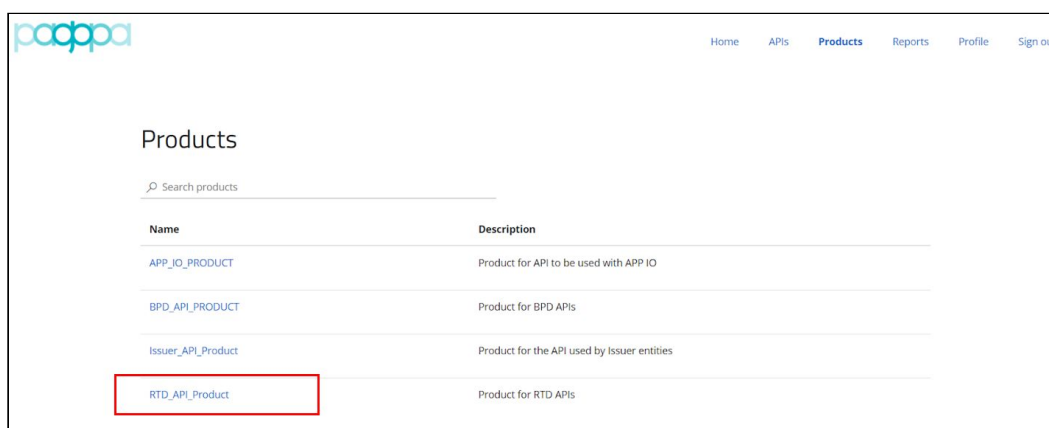 pagopa
Home APIs Products Reports Profile Sign ou
Products
Search products
Name Description
APP_IO_PRODUCT Product for API to be used with APP IO
BPD_API_PRODUCT Product for BPD APIs
Issuer_API_Product Product for the API used by Issuer entities
RTD_API_Product Product for RTD APIs